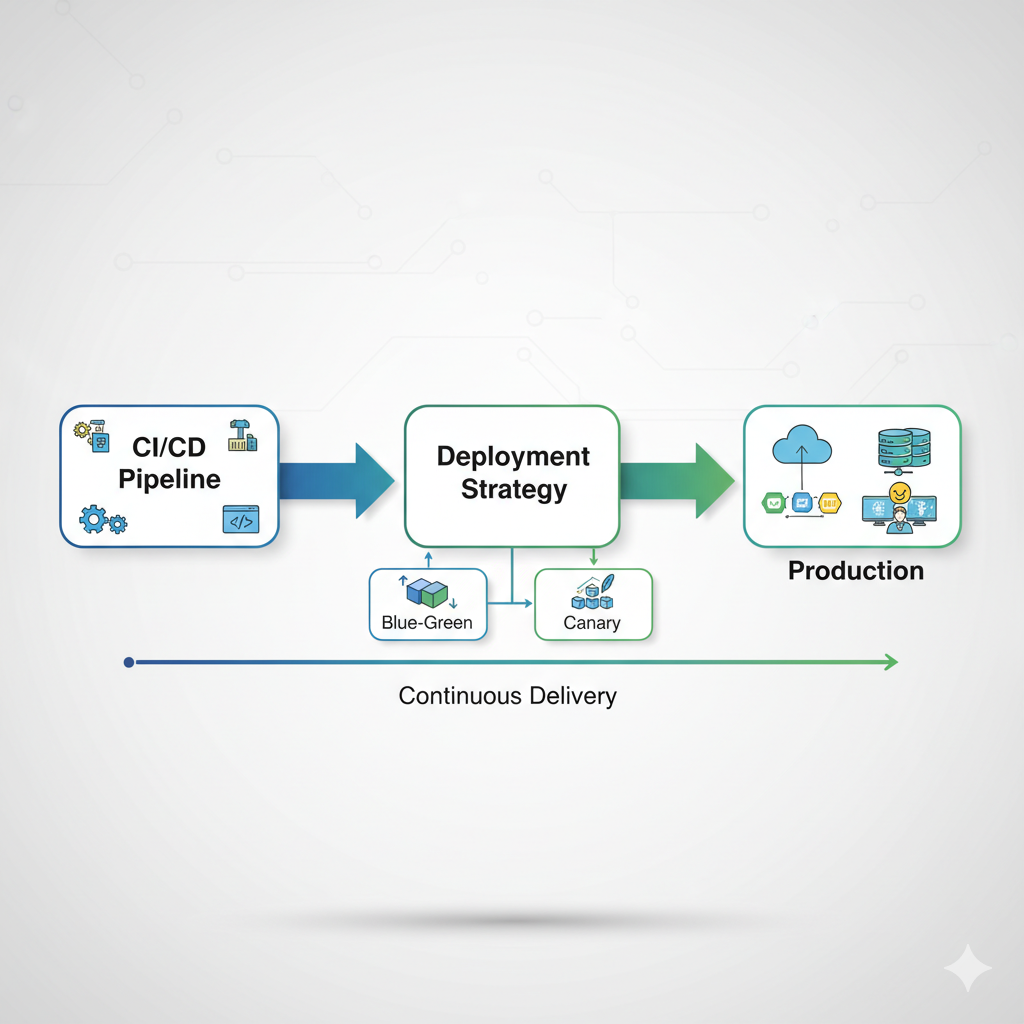 CI/CD
Pipeline
Deployment
Strategy
Production
Blue-Green
Canary
Continuous Delivery